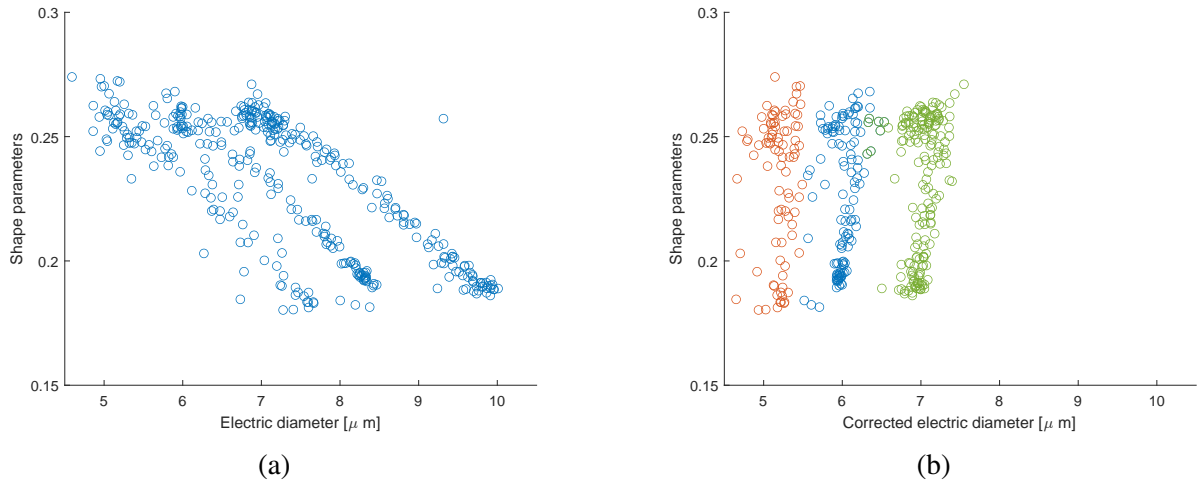 0.3
0.25
0.2
0.15
Shape parameters
5 6 7 8 9 10
Electric diameter [μ m]
(a)
0.3
0.25
0.2
0.15
Shape parameters
5 6 7 8 9 10
Corrected electric diameter [μ m]
(b)